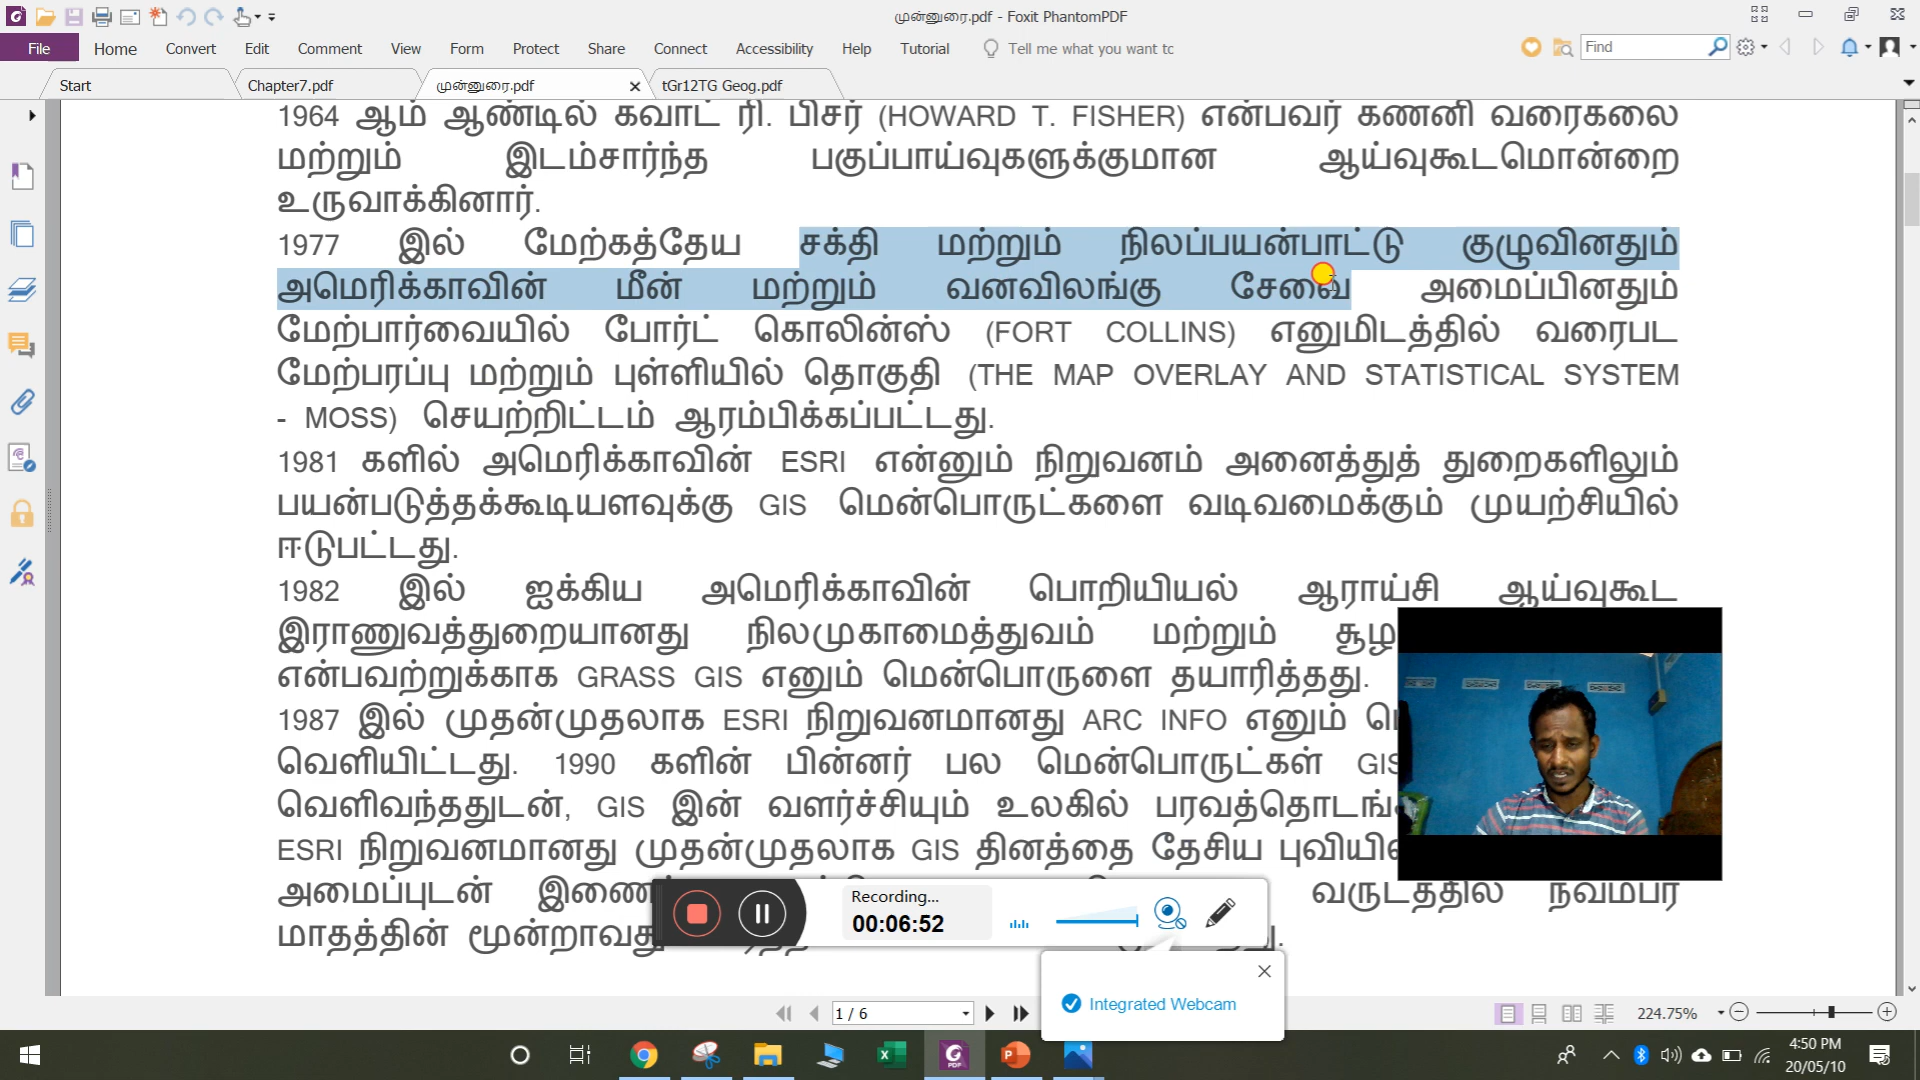 முன்னுரை.pdf - Foxit PhantomPDF
File Home Convert Edit Comment View Form Protect Share Connect Accessibility Help Tutorial Tell me what you want to Find
Start Chapter7.pdf முன்னுரை.pdf tGr12TG Geog.pdf
1964 ஆம் ஆண்டில் கவாட் ரி. பிசர் (HOWARD T. FISHER) என்பவர் கணனி வரைகலை
மற்றும் இடம்சார்ந்த பகுப்பாய்வுகளுக்குமான ஆய்வுகூடமொன்றை
உருவாக்கினார்.
1977 இல் மேற்கத்தேய சக்தி மற்றும் நிலப்பயன்பாட்டு குழுவினதும்
அமெரிக்காவின் மீன் மற்றும் வனவிலங்கு சேவை அமைப்பினதும்
மேற்பார்வையில் போர்ட் கொலின்ஸ் (FORT COLLINS) எனுமிடத்தில் வரைபட
மேற்பரப்பு மற்றும் புள்ளியில் தொகுதி (THE MAP OVERLAY AND STATISTICAL SYSTEM
- MOSS) செயற்றிட்டம் ஆரம்பிக்கப்பட்டது.
1981 களில் அமெரிக்காவின் ESRI என்னும் நிறுவனம் அனைத்துத் துறைகளிலும்
பயன்படுத்தக்கூடியளவுக்கு GIS மென்பொருட்களை வடிவமைக்கும் முயற்சியில்
ஈடுபட்டது.
1982 இல் ஐக்கிய அமெரிக்காவின் பொறியியல் ஆராய்சி ஆய்வுகூட
இராணுவத்துறையானது நிலமுகாமைத்துவம் மற்றும்
என்பவற்றுக்காக GRASS GIS எனும் மென்பொருளை தயாரித்தது.
1987 இல் முதன்முதலாக ESRI நிறுவனமானது ARC INFO எனும்
வெளியிட்டது. 1990 களின் பின்னர் பல மென்பொருட்கள் GIS
வெளிவந்ததுடன், GIS இன் வளர்ச்சியும் உலகில்
ESRI நிறுவனமானது முதன்முதலாக GIS தினத்தை தேசிய
அமைப்புடன் வருடத்தில் நவம்பர்
மாதத்தின்
Recording...
00:06:52
Integrated Webcam
1 / 6 224.75%
4:50 PM
20/05/10